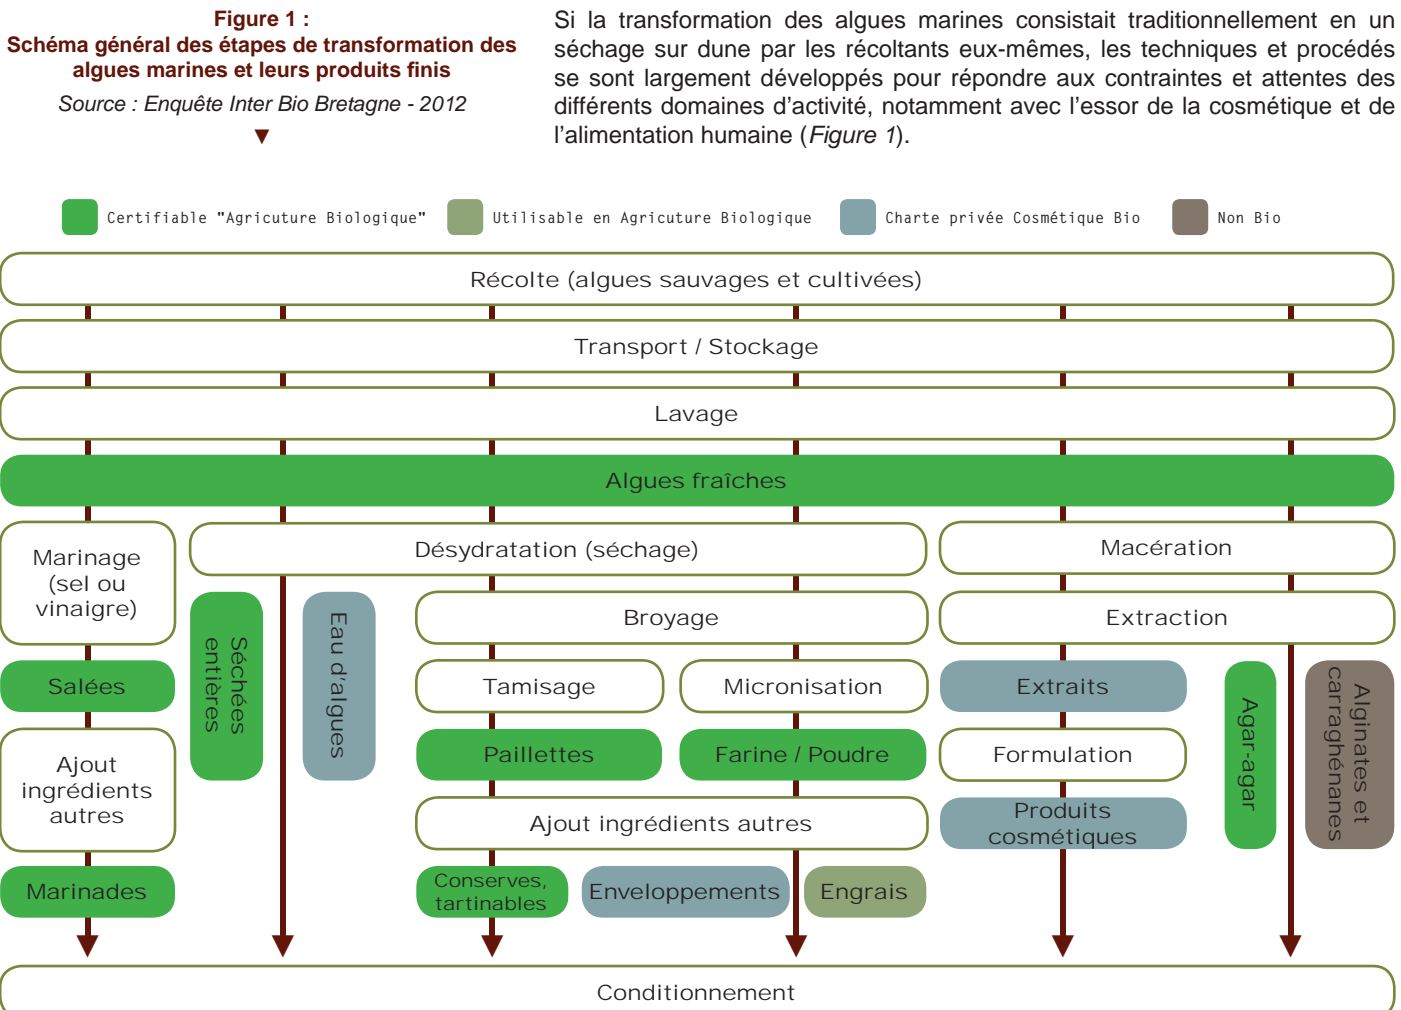 Figure 1 :
Schéma général des étapes de transformation des
algues marines et leurs produits finis
Source : Enquête Inter Bio Bretagne - 2012
Si la transformation des algues marines consistait traditionnellement en un
séchage sur dune par les récoltants eux-mêmes, les techniques et procédés
se sont largement développés pour répondre aux contraintes et attentes des
différents domaines d'activité, notamment avec l'essor de la cosmétique et de
l'alimentation humaine (Figure 1).
Certifiable "Agricuture Biologique"
Utilisable en Agricuture Biologique
Charte privée Cosmétique Bio
Non Bio
Récolte (algues sauvages et cultivées)
Transport / Stockage
Lavage
Algues fraîches
Marinage
(sel ou
vinaigre)
Salées
Ajout
ingrédients
autres
Marinades
Désydratation (séchage)
Séchées
entières
Eau d'algues
Broyage
Tamisage
Micronisation
Paillettes
Farine / Poudre
Ajout ingrédients autres
Conserves,
tartinables
Enveloppements
Engrais
Macération
Extraction
Extraits
Formulation
Produits
cosmétiques
Agar-agar
Alginates et
carraghénanes
Conditionnement